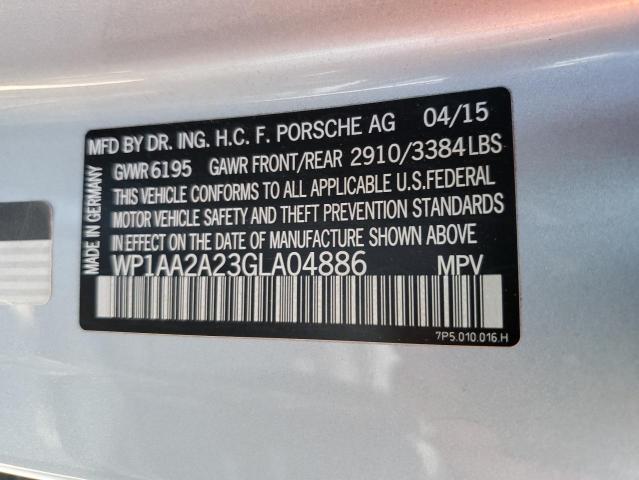 MFD BY DR. ING. H.C. F. PORSCHE AG 04/15
GVWR 6195 GAWR FRONT/REAR 2910/3384 LBS
THIS VEHICLE CONFORMS TO ALL APPLICABLE U.S. FEDERAL
MOTOR VEHICLE SAFETY AND THEFT PREVENTION STANDARDS
IN EFFECT ON THE DATE OF MANUFACTURE SHOWN ABOVE
WP1AA2A23GLA04886 MPV
7P5.010.016.H
MADE IN GERMANY